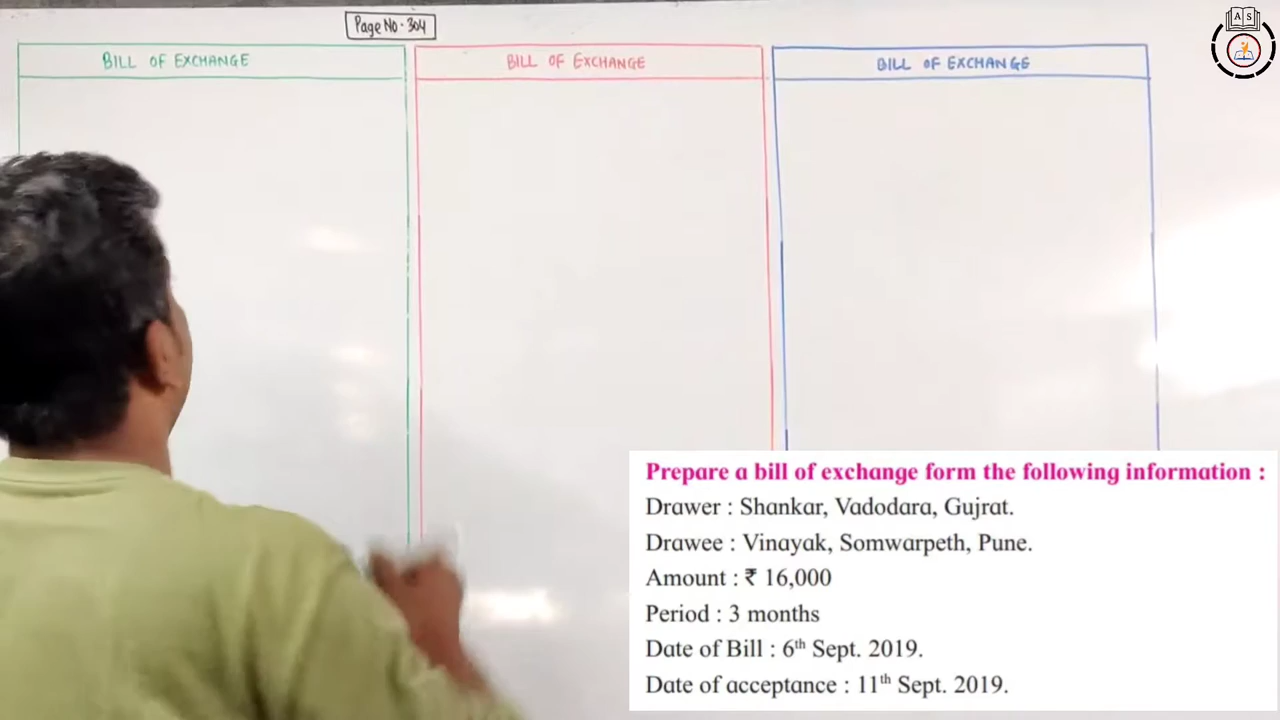 Page No. 304
BILL OF EXCHANGE
BILL OF EXCHANGE
BILL OF EXCHANGE
A S
Prepare a bill of exchange form the following information :
Drawer : Shankar, Vadodara, Gujrat.
Drawee : Vinayak, Somwarpeth, Pune.
Amount : ₹ 16,000
Period : 3 months
Date of Bill : 6th Sept. 2019.
Date of acceptance : 11th Sept. 2019.